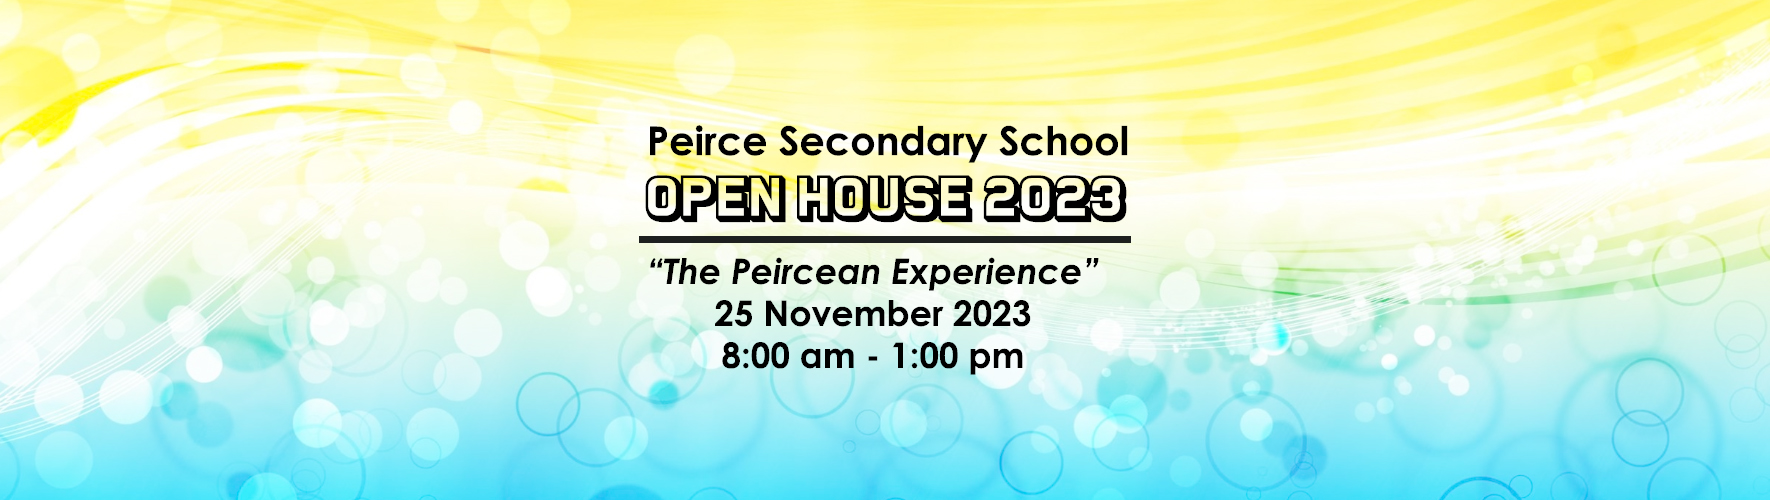 Peirce Secondary School
OPEN HOUSE 2023
“The Peircean Experience”
25 November 2023
8:00 am - 1:00 pm